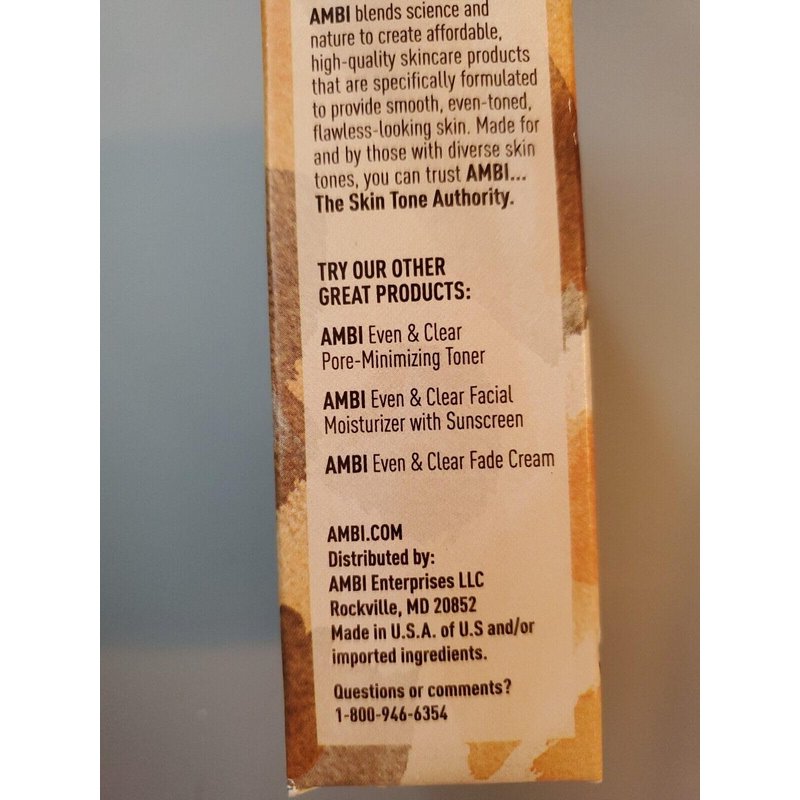 AMBI blends science and
nature to create affordable,
high-quality skincare products
that are specifically formulated
to provide smooth, even-toned,
flawless-looking skin. Made for
and by those with diverse skin
tones, you can trust AMBI...
The Skin Tone Authority.
TRY OUR OTHER
GREAT PRODUCTS:
AMBI Even & Clear
Pore-Minimizing Toner
AMBI Even & Clear Facial
Moisturizer with Sunscreen
AMBI Even & Clear Fade Cream
AMBI.COM
Distributed by:
AMBI Enterprises LLC
Rockville, MD 20852
Made in U.S.A. of U.S and/or
imported ingredients.
Questions or comments?
1-800-946-6354